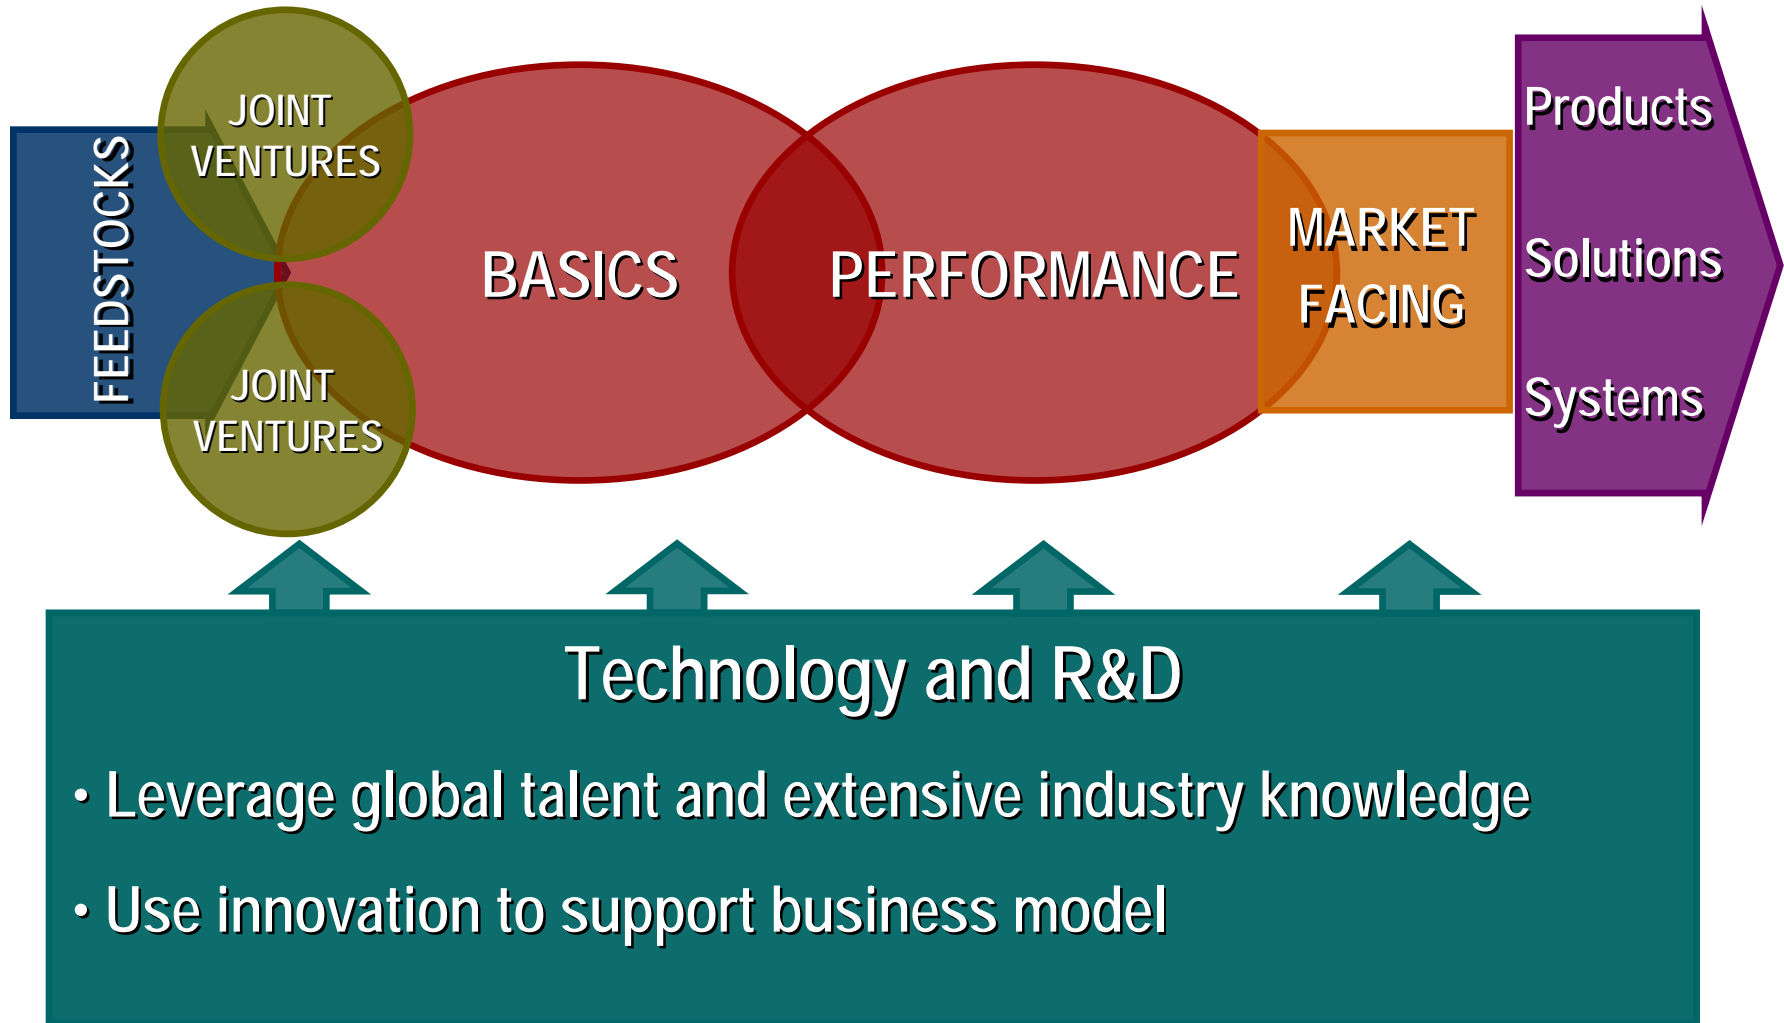 FEEDSTOCKS
JOINT
VENTURES
JOINT
VENTURES
BASICS
PERFORMANCE
MARKET
FACING
Products
Solutions
Systems
Technology and R&D
• Leverage global talent and extensive industry knowledge
• Use innovation to support business model